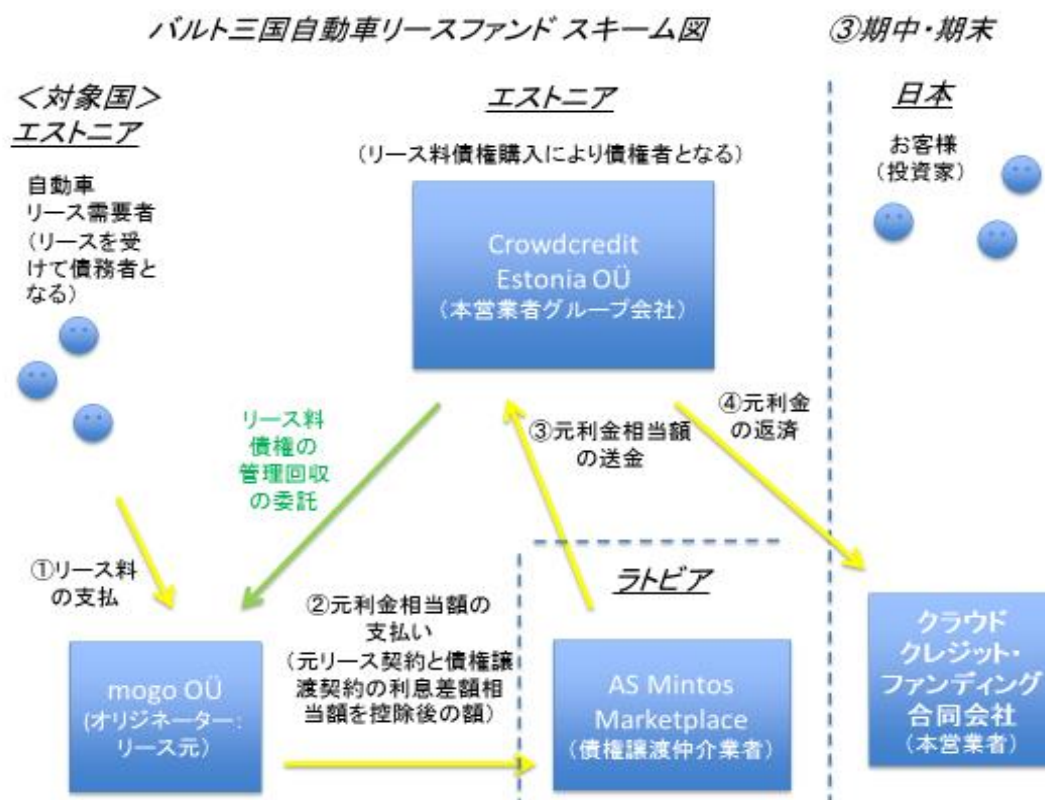 バルト三国自動車リースファンド スキーム図
③期中・期末
＜対象国＞
エストニア
自動車
リース需要者
（リースを受
けて債務者と
なる）
エストニア
（リース料債権購入により債権者となる）
Crowdcredit
Estonia OÜ
（本営業者グループ会社）
日本
お客様
（投資家）
リース料
債権の
管理回収
の委託
③元利金相当額
の送金
④元利金
の返済
①リース料
の支払
②元利金相当額の
支払い
（元リース契約と債権譲
渡契約の利息差額相
当額を控除後の額）
ラトビア
mogo OÜ
(オリジネーター：
リース元）
AS Mintos
Marketplace
（債権譲渡仲介業者）
クラウド
クレジット・
ファンディング
合同会社
（本営業者）